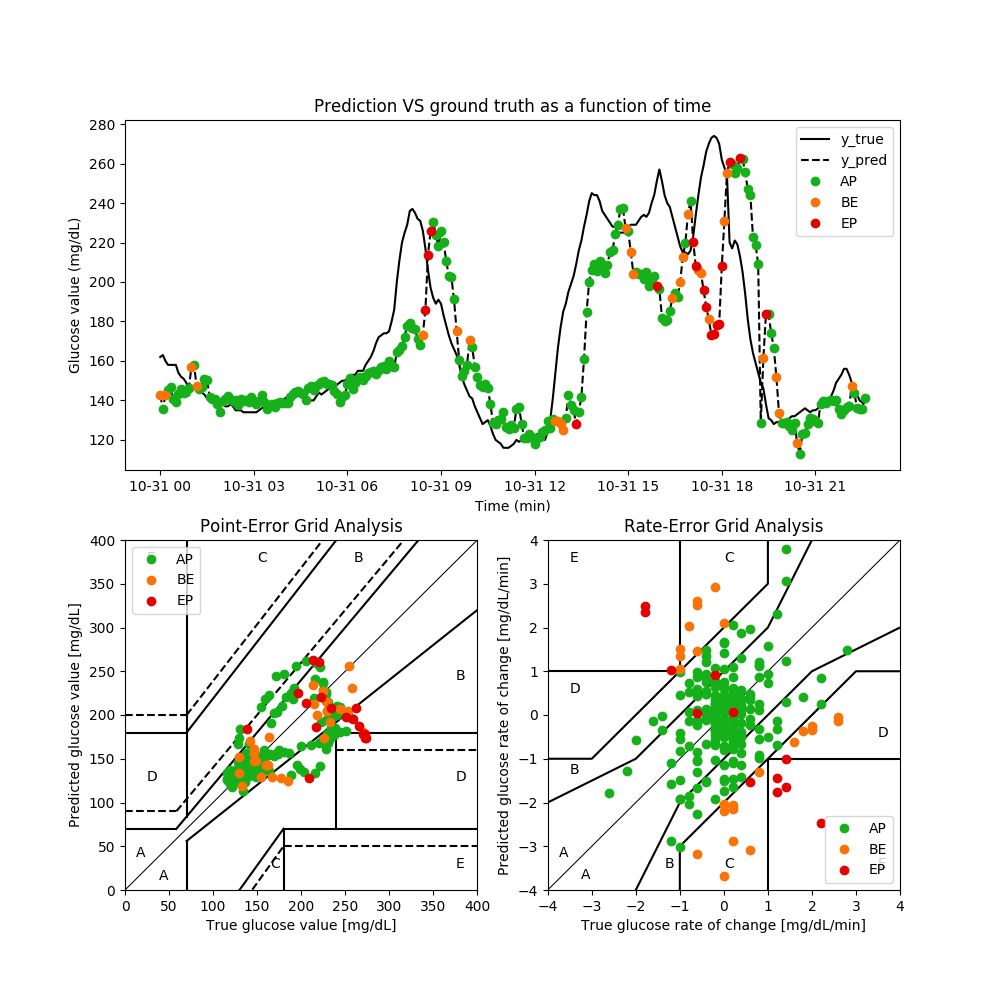 Prediction VS ground truth as a function of time
Glucose value (mg/dL)
280
260
240
220
200
180
160
140
120
y_true
y_pred
AP
BE
EP
10-31 00 10-31 03 10-31 06 10-31 09 10-31 12 10-31 15 10-31 18 10-31 21
Time (min)
Point-Error Grid Analysis
Predicted glucose value [mg/dL]
400
350
300
250
200
150
100
50
0
AP
BE
EP
C B
B
D D
A
A
C E
0 50 100 150 200 250 300 350 400
True glucose value [mg/dL]
Rate-Error Grid Analysis
Predicted glucose rate of change [mg/dL/min]
4
3
2
1
0
−1
−2
−3
−4
E C
D
D
B
A
A
B C
AP
BE
EP
−4 −3 −2 −1 0 1 2 3 4
True glucose rate of change [mg/dL/min]